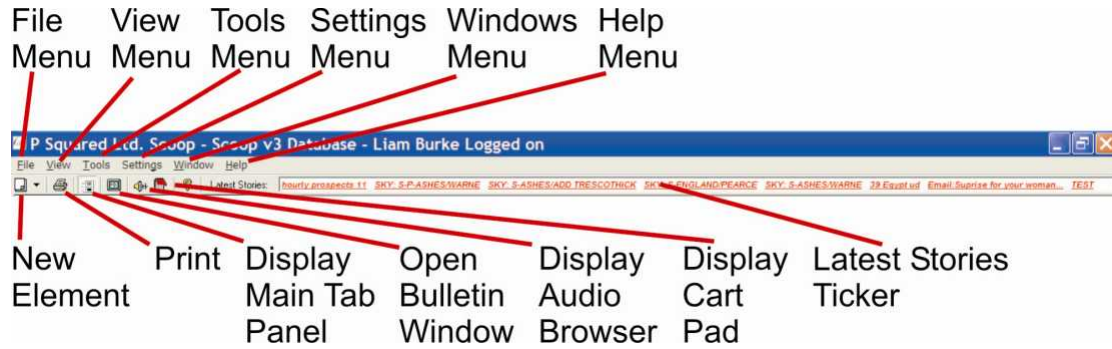 File View Tools Settings Windows Help
Menu Menu Menu Menu Menu Menu
P Squared Ltd. Scoop - Scoop v3 Database - Liam Burke Logged on
File View Tools Settings Window Help
Latest Stories: hourly prospects 11 SKY: S-P-ASHES/WARNE SKY: S-ASHES/ADD TRESCOTHICK SKY: S-ENGLAND/PEARCE SKY: S-ASHES/WARNE 39 Egypt ud Email:Suprise for your woman... TEST
New Print Display Open Display Display Latest Stories
Element Main Tab Bulletin Audio Cart Ticker
Panel Window Browser Pad